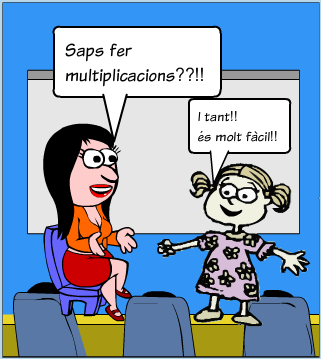 Saps fer
multiplicacions??!!
I tant!!
és molt fàcil!!